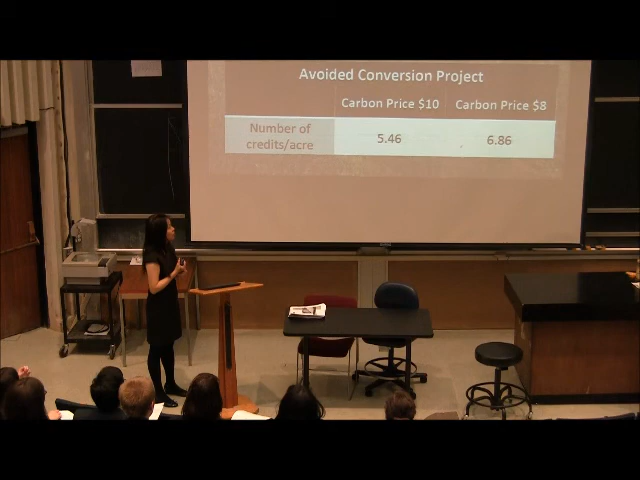 Avoided Conversion Project
Carbon Price $10 Carbon Price $8
Number of
credits/acre 5.46 6.86